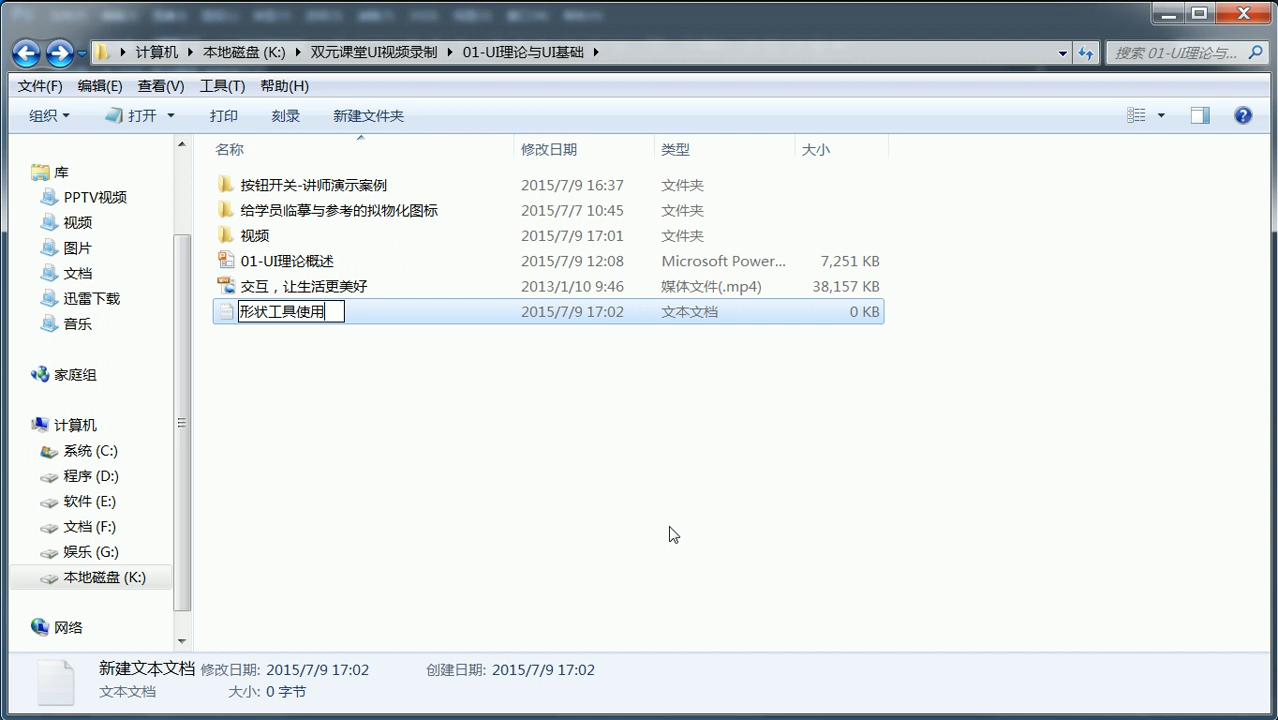 计算机 本地磁盘 (K:) 双元课堂UI视频录制 01-UI理论与UI基础
搜索 01-UI理论与...
文件(F) 编辑(E) 查看(V) 工具(T) 帮助(H)
组织 打开 打印 刻录 新建文件夹
名称 修改日期 类型 大小
库
PPTV视频
视频
图片
文档
迅雷下载
音乐
家庭组
计算机
系统 (C:)
程序 (D:)
软件 (E:)
文档 (F:)
娱乐 (G:)
本地磁盘 (K:)
网络
按钮开关-讲师演示案例 2015/7/9 16:37 文件夹
给学员临摹与参考的拟物化图标 2015/7/7 10:45 文件夹
视频 2015/7/9 17:01 文件夹
01-UI理论概述 2015/7/9 12:08 Microsoft Power... 7,251 KB
交互，让生活更美好 2013/1/10 9:46 媒体文件(.mp4) 38,157 KB
形状工具使用 2015/7/9 17:02 文本文档 0 KB
新建文本文档 修改日期: 2015/7/9 17:02 创建日期: 2015/7/9 17:02
文本文档 大小: 0 字节